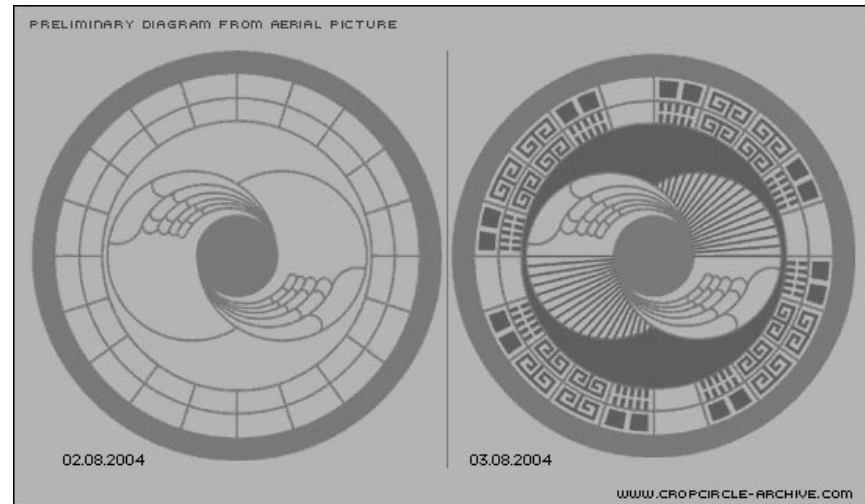 PRELIMINARY DIAGRAM FROM AERIAL PICTURE
02.08.2004
03.08.2004
WWW.CROPCIRCLE-ARCHIVE.COM